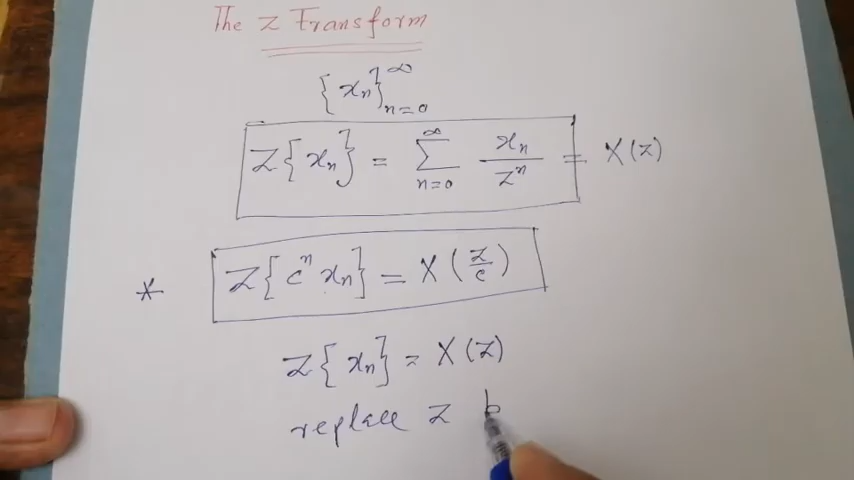 The Z Transform
{xₙ}ₙ₌₀^∞
Z{xₙ} = ∑ₙ₌₀^∞ xₙ/zⁿ = X(z)
* Z{cⁿ xₙ} = X(z/c)
Z{xₙ} = X(z)
replace z b